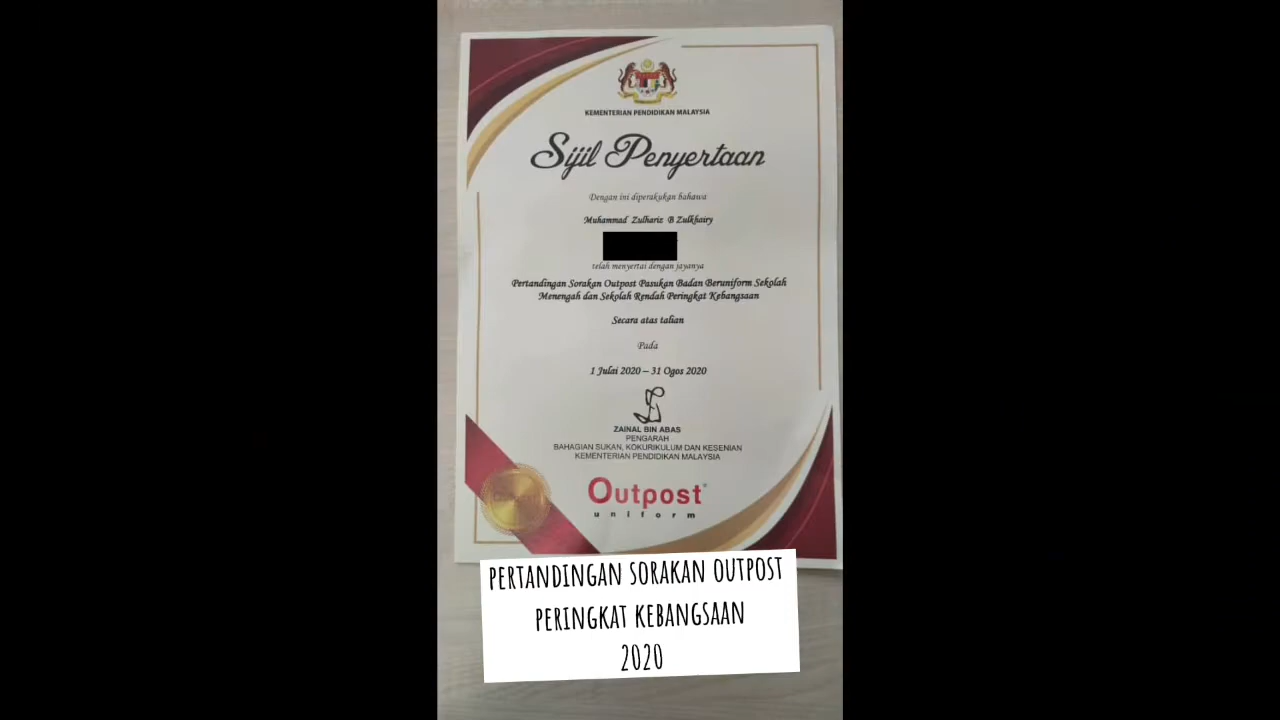 KEMENTERIAN PENDIDIKAN MALAYSIA
Sijil Penyertaan
Dengan ini diperakukan bahawa
Muhammad Zulhariz B Zulkhairy
telah menyertai dengan jayanya
Pertandingan Sorakan Outpost Pasukan Badan Beruniform Sekolah
Menengah dan Sekolah Rendah Peringkat Kebangsaan
Secara atas talian
Pada
1 Julai 2020 – 31 Ogos 2020
ZAINAL BIN ABAS
PENGARAH
BAHAGIAN SUKAN, KOKURIKULUM DAN KESENIAN
KEMENTERIAN PENDIDIKAN MALAYSIA
Outpost
uniform
PERTANDINGAN SORAKAN OUTPOST
PERINGKAT KEBANGSAAN
2020